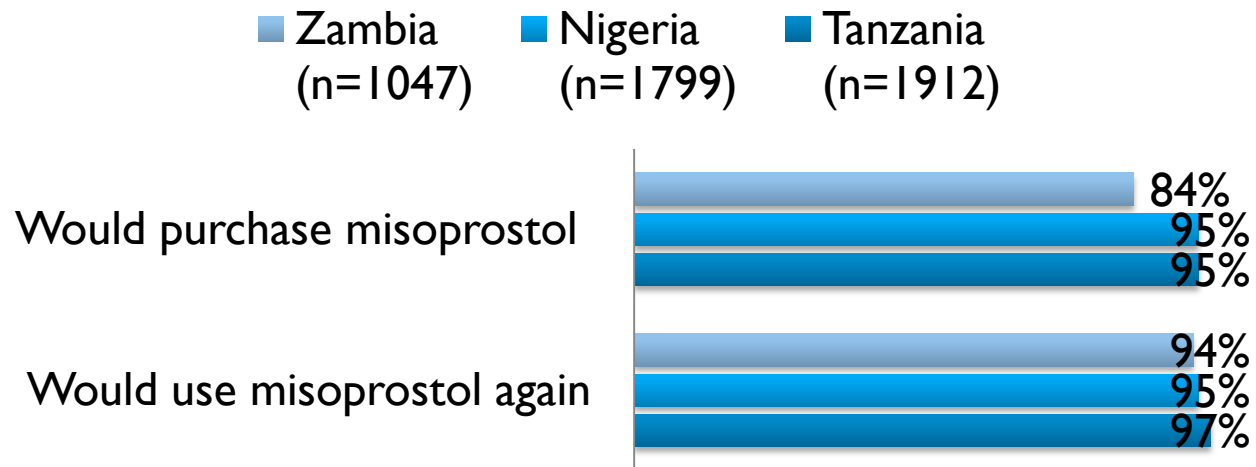 Zambia Nigeria Tanzania
(n=1047) (n=1799) (n=1912)
84%
Would purchase misoprostol 95%
95%
94%
Would use misoprostol again 95%
97%